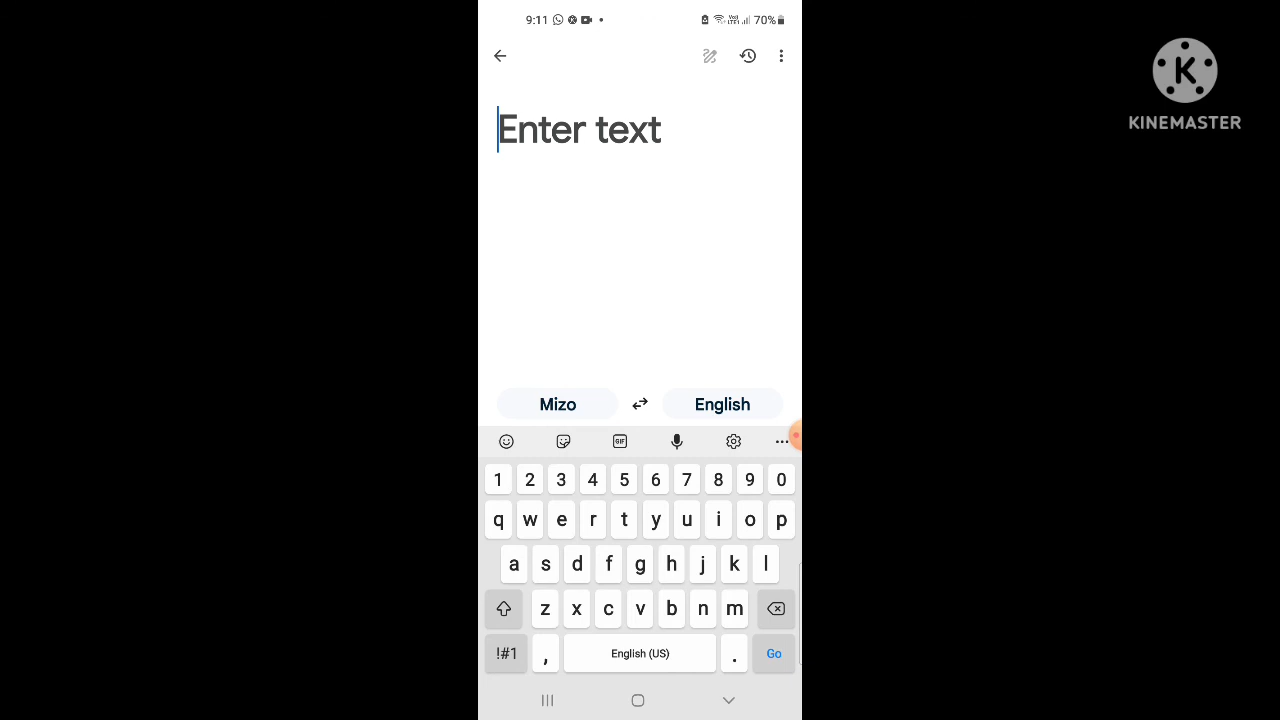 9:11 70%
KINEMASTER
Enter text
Mizo English
GIF
1 2 3 4 5 6 7 8 9 0
q w e r t y u i o p
a s d f g h j k l
z x c v b n m
!#1 , English (US) . Go